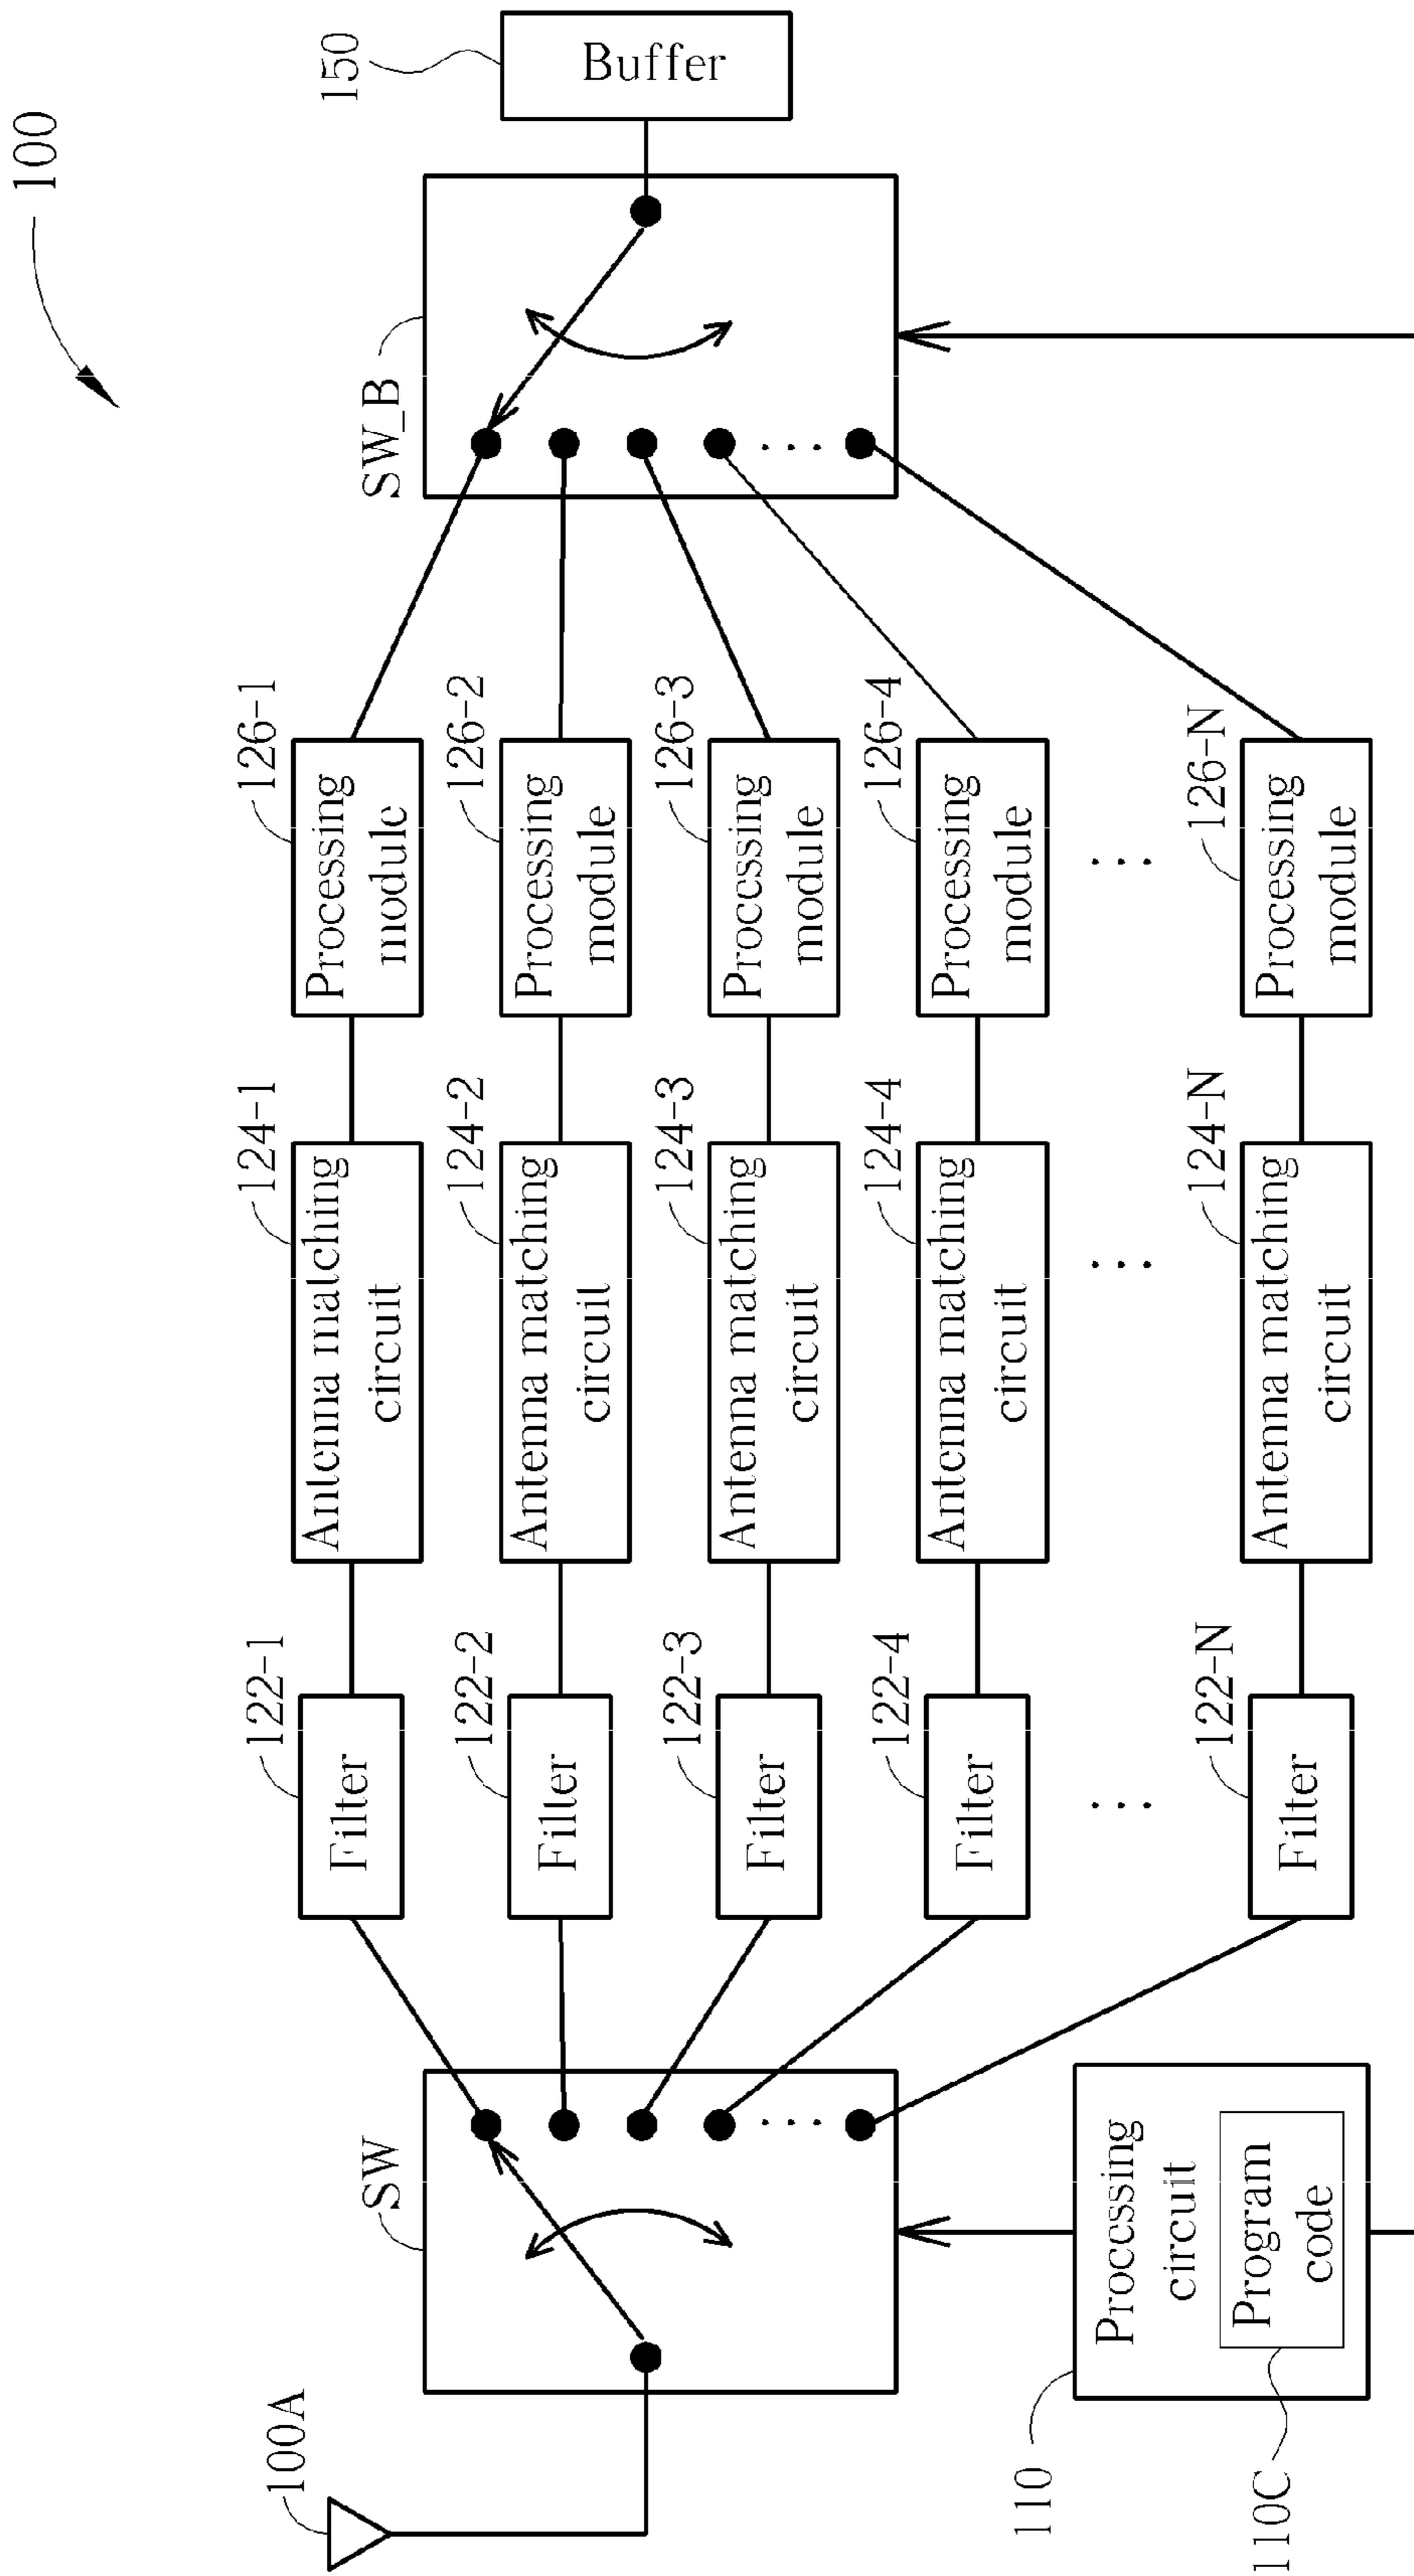 100
100A
SW
122-1
Filter
124-1
Antenna matching
circuit
126-1
Processing
module
SW_B
150
Buffer
122-2
Filter
124-2
Antenna matching
circuit
126-2
Processing
module
122-3
Filter
124-3
Antenna matching
circuit
126-3
Processing
module
122-4
Filter
124-4
Antenna matching
circuit
126-4
Processing
module
...
...
...
...
...
122-N
Filter
124-N
Antenna matching
circuit
126-N
Processing
module
110
Processing
circuit
110C
Program
code